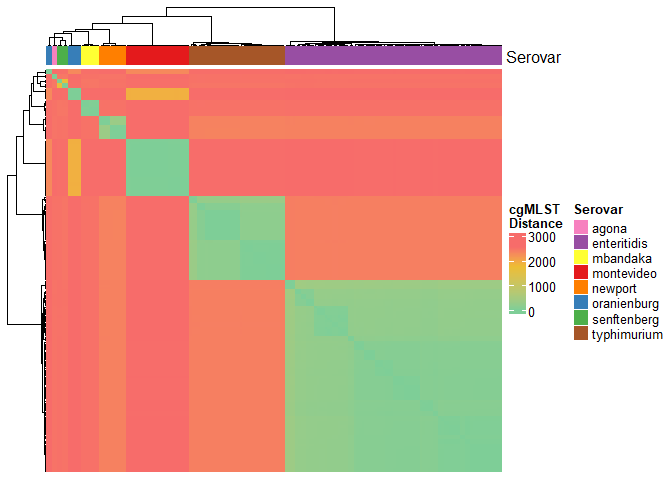 Serovar
cgMLST
Distance
3000
2000
1000
0
Serovar
agona
enteritidis
mbandaka
montevideo
newport
oranienburg
senftenberg
typhimurium